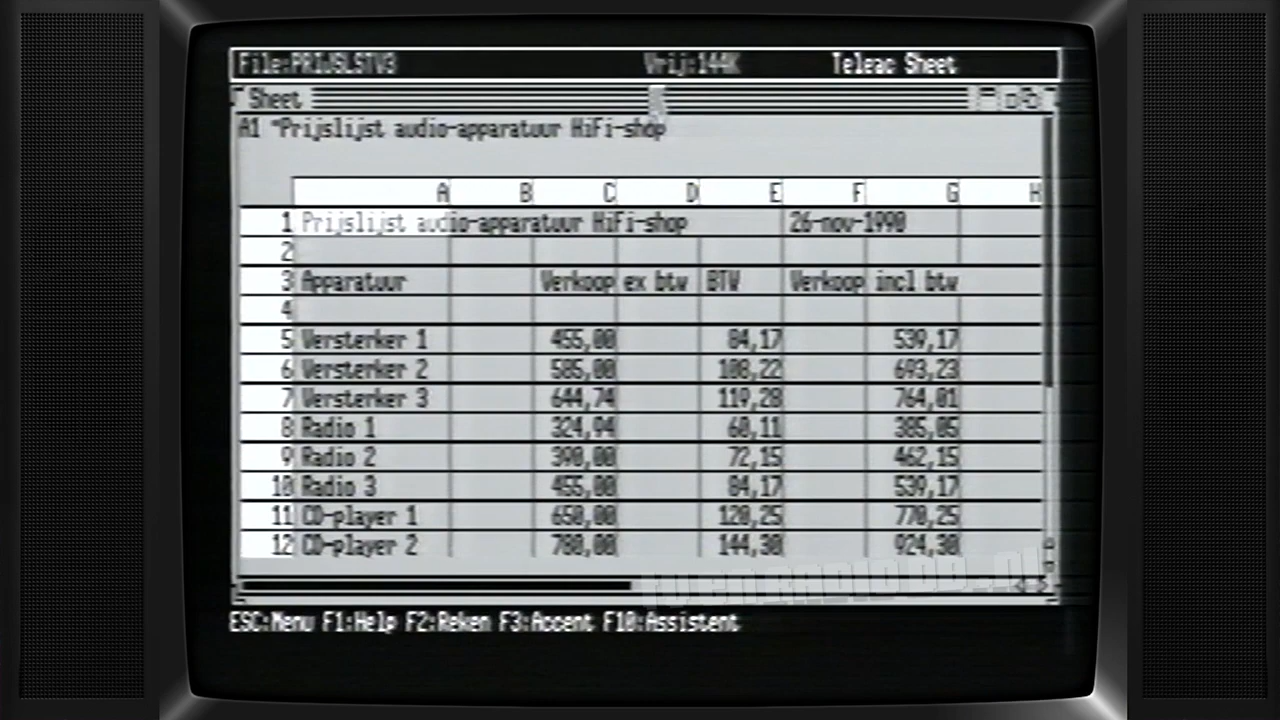 File:PRIJSLSTV3 Vrij:144K Teleac Sheet
Sheet
A1 "Prijslijst audio-apparatuur HiFi-shop
A B C D E F G H
1 Prijslijst audio-apparatuur HiFi-shop 26-nov-1990
2
3 Apparatuur Verkoop ex btw BTW Verkoop incl btw
4
5 Versterker 1 455,00 84,17 539,17
6 Versterker 2 585,00 108,22 693,23
7 Versterker 3 644,74 119,28 764,01
8 Radio 1 324,94 60,11 385,05
9 Radio 2 390,00 72,15 462,15
10 Radio 3 455,00 84,17 539,17
11 CD-player 1 650,00 120,25 770,25
12 CD-player 2 780,00 144,30 924,30
ESC:Menu F1:Help F2:Reken F3:Accent F10:Assistent